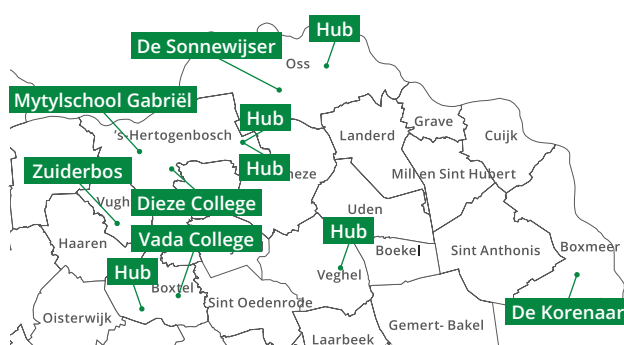 Hub
De Sonnewijser
Oss
Mytylschool Gabriël
Hub
Grave
's-Hertogenbosch
Landerd
Cuijk
Hub
Zuiderbos
Mill en Sint Hubert
Dieze College
Uden
Hub
Vada College
Haaren
Boekel
Sint Anthonis
Boxmeer
Hub
Veghel
Boxtel
Sint Oedenrode
De Korenaar
Oisterwijk
Gemert- Bakel
Laarbeek